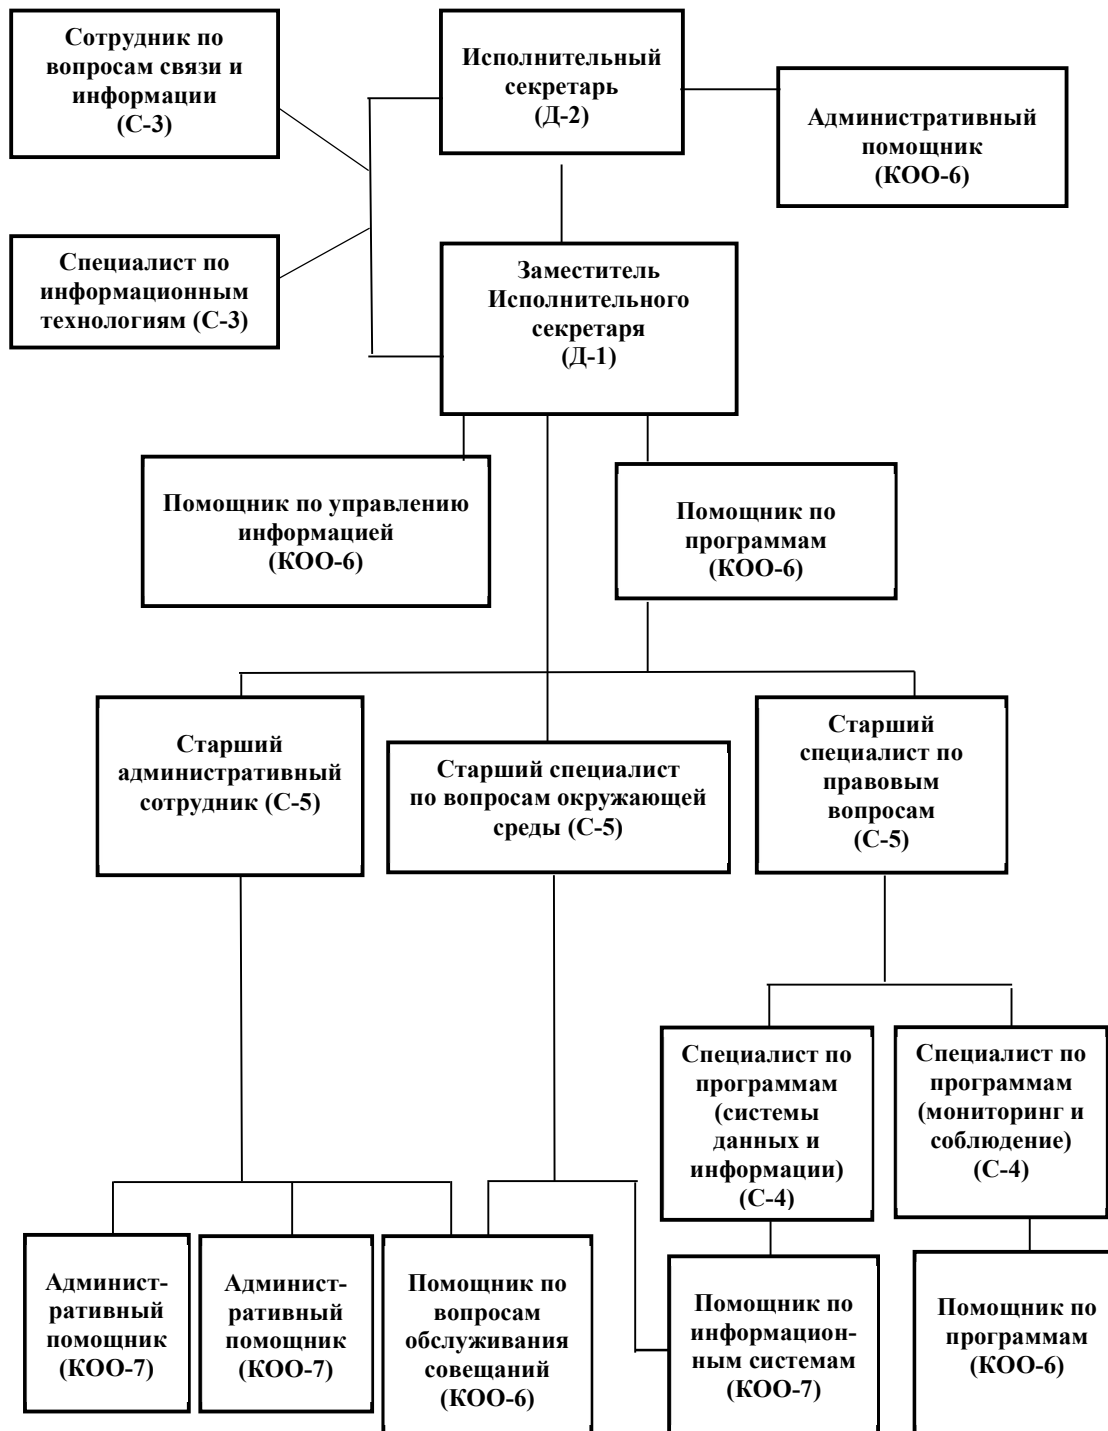 Сотрудник по
вопросам связи и
информации
(С-3)
Исполнительный
секретарь
(Д-2)
Административный
помощник
(КОО-6)
Специалист по
информационным
технологиям (С-3)
Заместитель
Исполнительного
секретаря
(Д-1)
Помощник по управлению
информацией
(КОО-6)
Помощник по
программам
(КОО-6)
Старший
административный
сотрудник (С-5)
Старший специалист
по вопросам окружающей
среды (С-5)
Старший
специалист по
правовым
вопросам
(С-5)
Специалист по
программам
(системы
данных и
информации)
(С-4)
Специалист по
программам
(мониторинг и
соблюдение)
(С-4)
Админист-
ративный
помощник
(КОО-7)
Админист-
ративный
помощник
(КОО-7)
Помощник по
вопросам
обслуживания
совещаний
(КОО-6)
Помощник по
информацион-
ным системам
(КОО-7)
Помощник по
программам
(КОО-6)